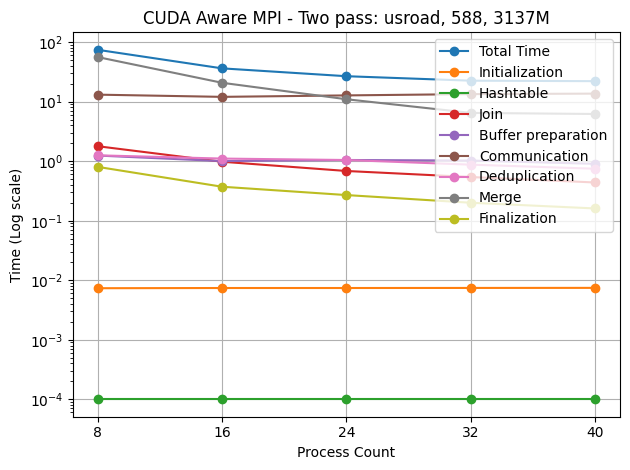 CUDA Aware MPI - Two pass: usroad, 588, 3137M
Time (Log scale)
10²
10¹
10⁰
10⁻¹
10⁻²
10⁻³
10⁻⁴
Total Time
Initialization
Hashtable
Join
Buffer preparation
Communication
Deduplication
Merge
Finalization
8 16 24 32 40
Process Count